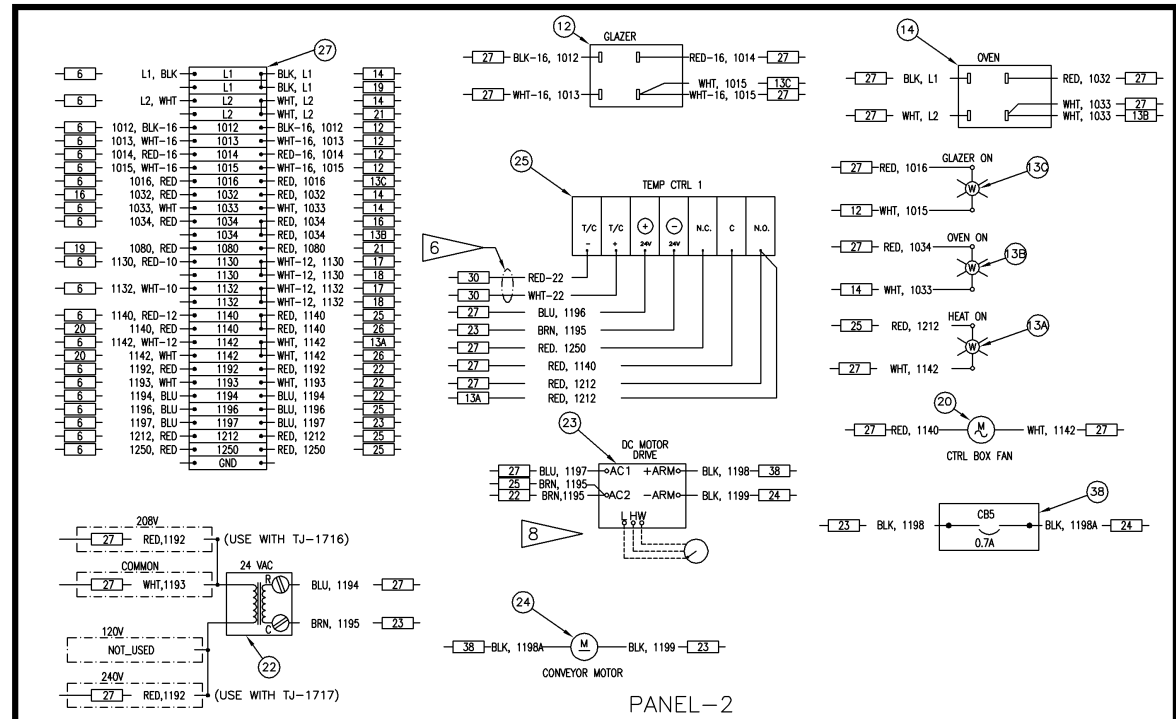 27
6 L1, BLK L1 BLK, L1 14
L1 BLK, L1 19
6 L2, WHT L2 WHT, L2 14
L2 WHT, L2 21
6 1012, BLK-16 1012 BLK-16, 1012 12
6 1013, WHT-16 1013 WHT-16, 1013 12
6 1014, RED-16 1014 RED-16, 1014 12
6 1015, WHT-16 1015 WHT-16, 1015 12
6 1016, RED 1016 RED, 1016 13C
16 1032, RED 1032 RED, 1032 14
6 1033, WHT 1033 WHT, 1033 14
6 1034, RED 1034 RED, 1034 16
1034 RED, 1034 13B
19 1080, RED 1080 RED, 1080 21
6 1130, RED-10 1130 WHT-12, 1130 17
1130 WHT-12, 1130 18
6 1132, WHT-10 1132 WHT-12, 1132 17
1132 WHT-12, 1132 18
6 1140, RED-12 1140 RED, 1140 25
20 1140, RED 1140 RED, 1140 26
6 1142, WHT-12 1142 WHT, 1142 13A
20 1142, WHT 1142 WHT, 1142 26
6 1192, RED 1192 RED, 1192 22
6 1193, WHT 1193 WHT, 1193 22
6 1194, BLU 1194 BLU, 1194 22
6 1196, BLU 1196 BLU, 1196 25
6 1197, BLU 1197 BLU, 1197 23
6 1212, RED 1212 RED, 1212 25
6 1250, RED 1250 RED, 1250 25
GND
208V
27 RED,1192 (USE WITH TJ-1716)
COMMON
27 WHT,1193
120V
NOT_USED
240V
27 RED,1192 (USE WITH TJ-1717)
24 VAC
R BLU, 1194 27
C BRN, 1195 23
22
12
GLAZER
27 BLK-16, 1012 RED-16, 1014 27
WHT, 1015 13C
27 WHT-16, 1013 WHT-16, 1015 27
25
TEMP CTRL 1
T/C T/C + − N.C. C N.O.
− + 24V 24V
6
30 RED-22
30 WHT-22
27 BLU, 1196
23 BRN, 1195
27 RED. 1250
27 RED, 1140
27 RED, 1212
13A RED, 1212
23
DC MOTOR
DRIVE
27 BLU, 1197 AC1 +ARM BLK, 1198 38
25 BRN, 1195
22 BRN,1195 AC2 −ARM BLK, 1199 24
L HW
8
24
38 BLK, 1198A M BLK, 1199 23
CONVEYOR MOTOR
14
OVEN
27 BLK, L1 RED, 1032 27
WHT, 1033 27
27 WHT, L2 WHT, 1033 13B
GLAZER ON
27 RED, 1016
W 13C
12 WHT, 1015
OVEN ON
27 RED, 1034
W 13B
14 WHT, 1033
HEAT ON
25 RED, 1212
W 13A
27 WHT, 1142
20
27 RED, 1140 M WHT, 1142 27
CTRL BOX FAN
38
CB5
23 BLK, 1198 BLK, 1198A 24
0.7A
PANEL-2